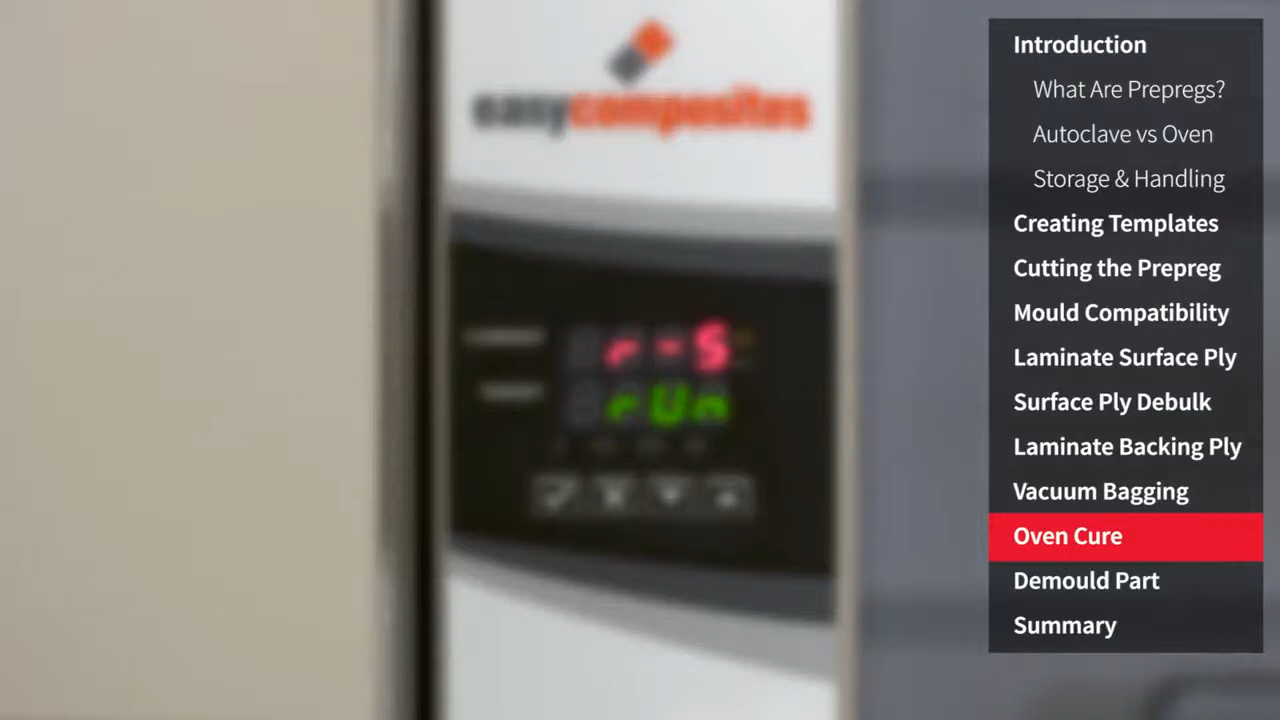 easycomposites
r-S
rUn
Introduction
What Are Prepregs?
Autoclave vs Oven
Storage & Handling
Creating Templates
Cutting the Prepreg
Mould Compatibility
Laminate Surface Ply
Surface Ply Debulk
Laminate Backing Ply
Vacuum Bagging
Oven Cure
Demould Part
Summary